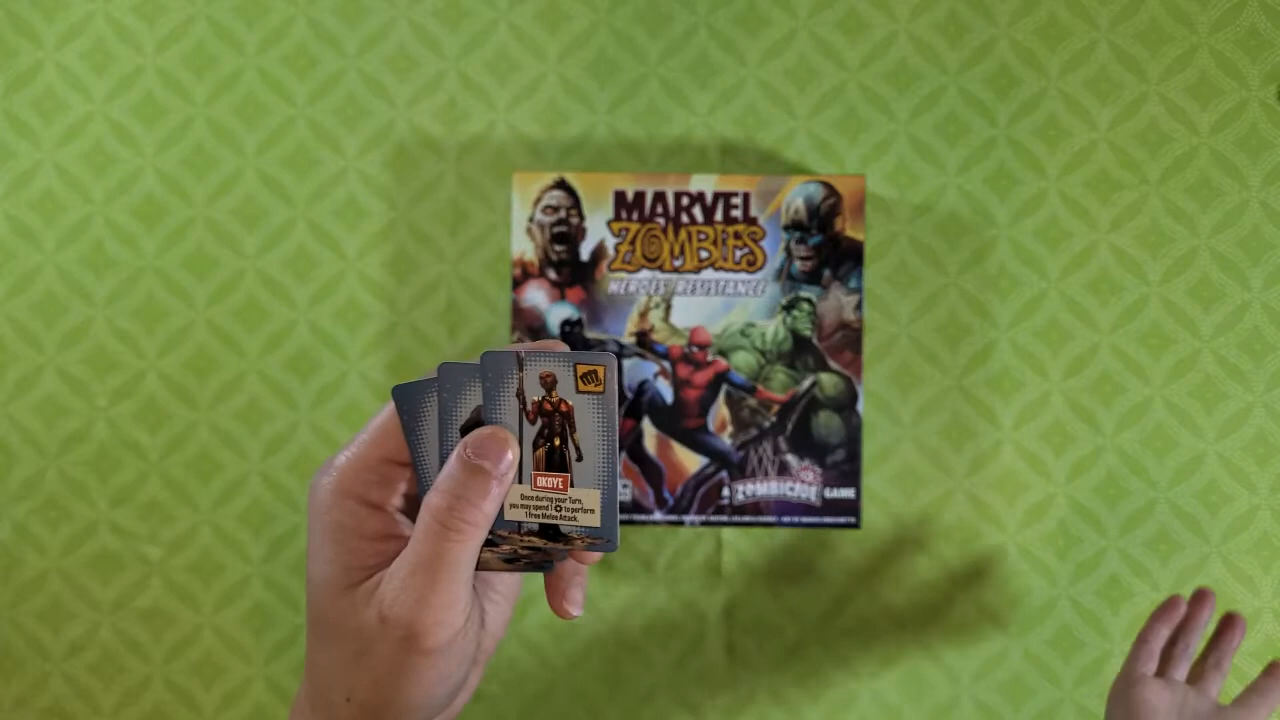 MARVEL
ZOMBIES
HEROES' RESISTANCE
OKOYE
Once during your Turn,
you may spend 1 to perform
1 free Melee Attack.
A ZOMBICIDE GAME